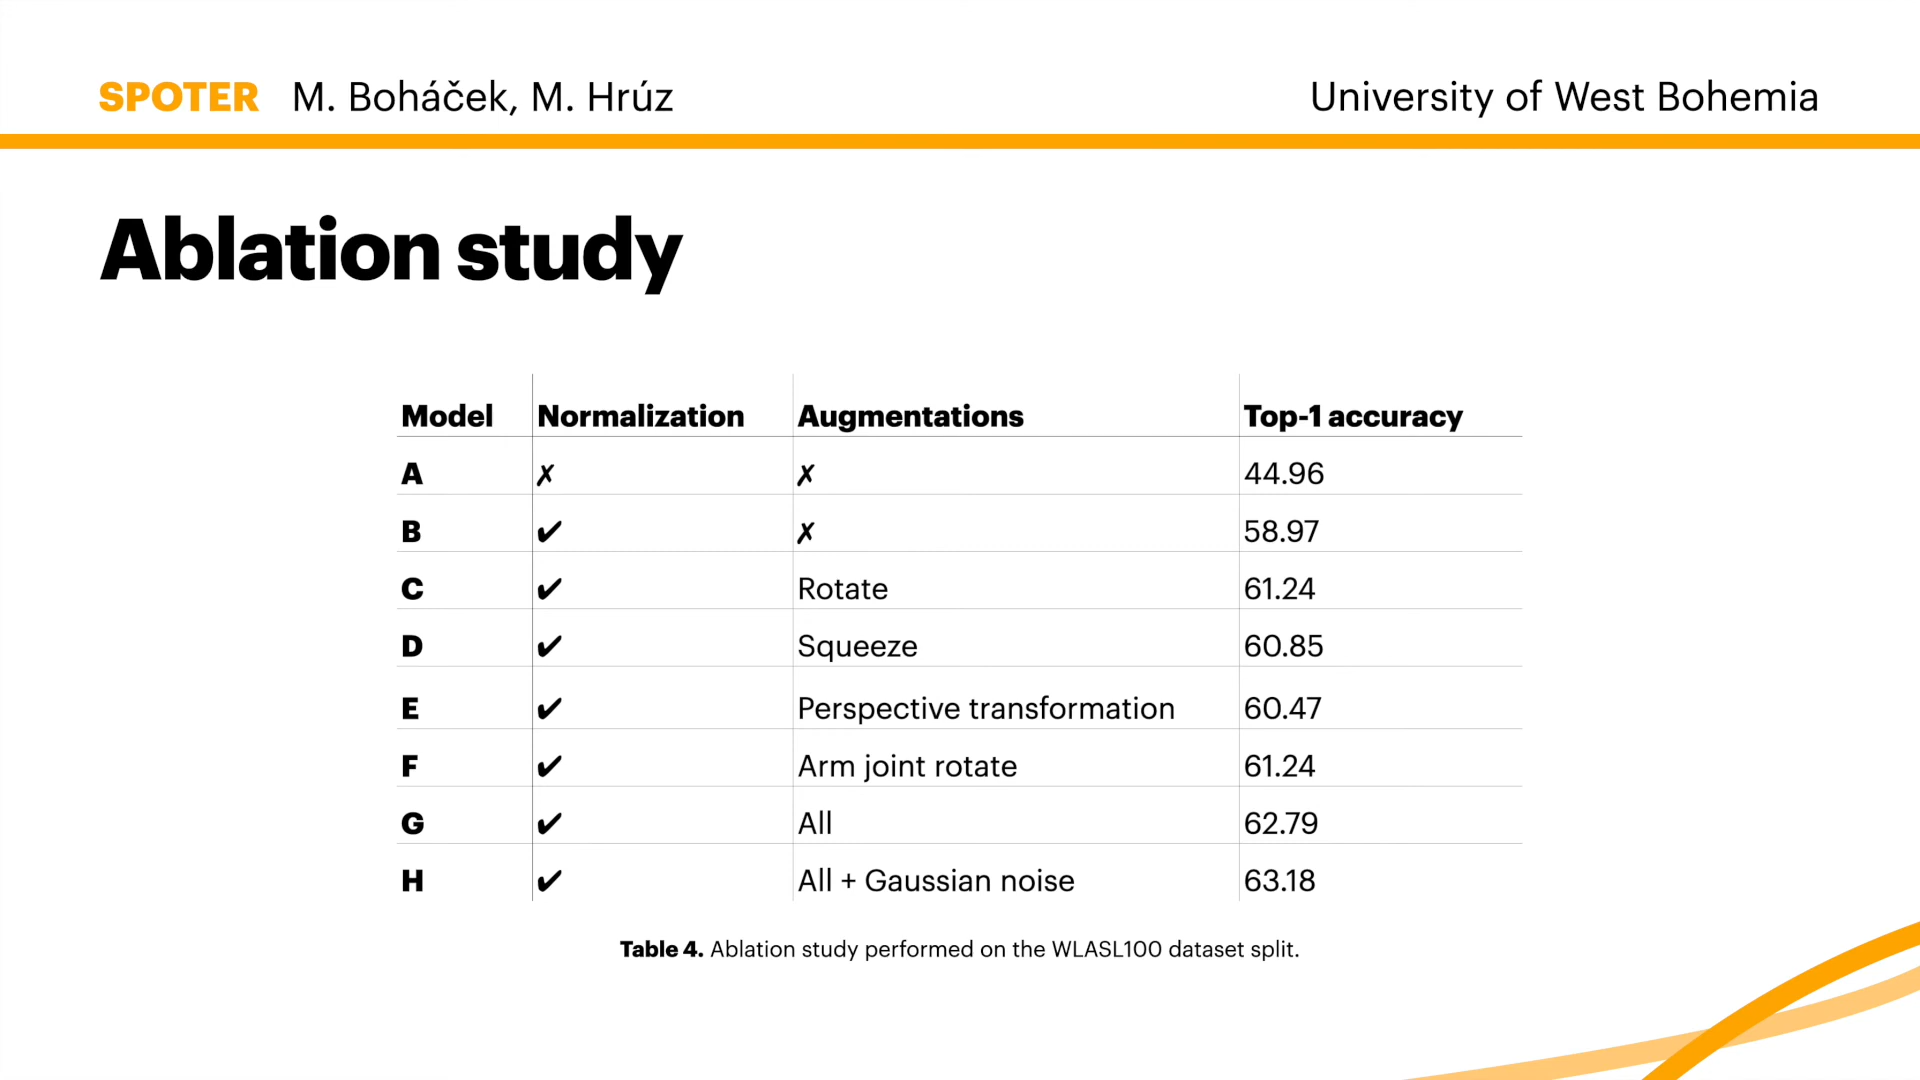 SPOTER M. Boháček, M. Hrúz University of West Bohemia
Ablation study
Model Normalization Augmentations Top-1 accuracy
A ✗ ✗ 44.96
B ✔ ✗ 58.97
C ✔ Rotate 61.24
D ✔ Squeeze 60.85
E ✔ Perspective transformation 60.47
F ✔ Arm joint rotate 61.24
G ✔ All 62.79
H ✔ All + Gaussian noise 63.18
Table 4. Ablation study performed on the WLASL100 dataset split.